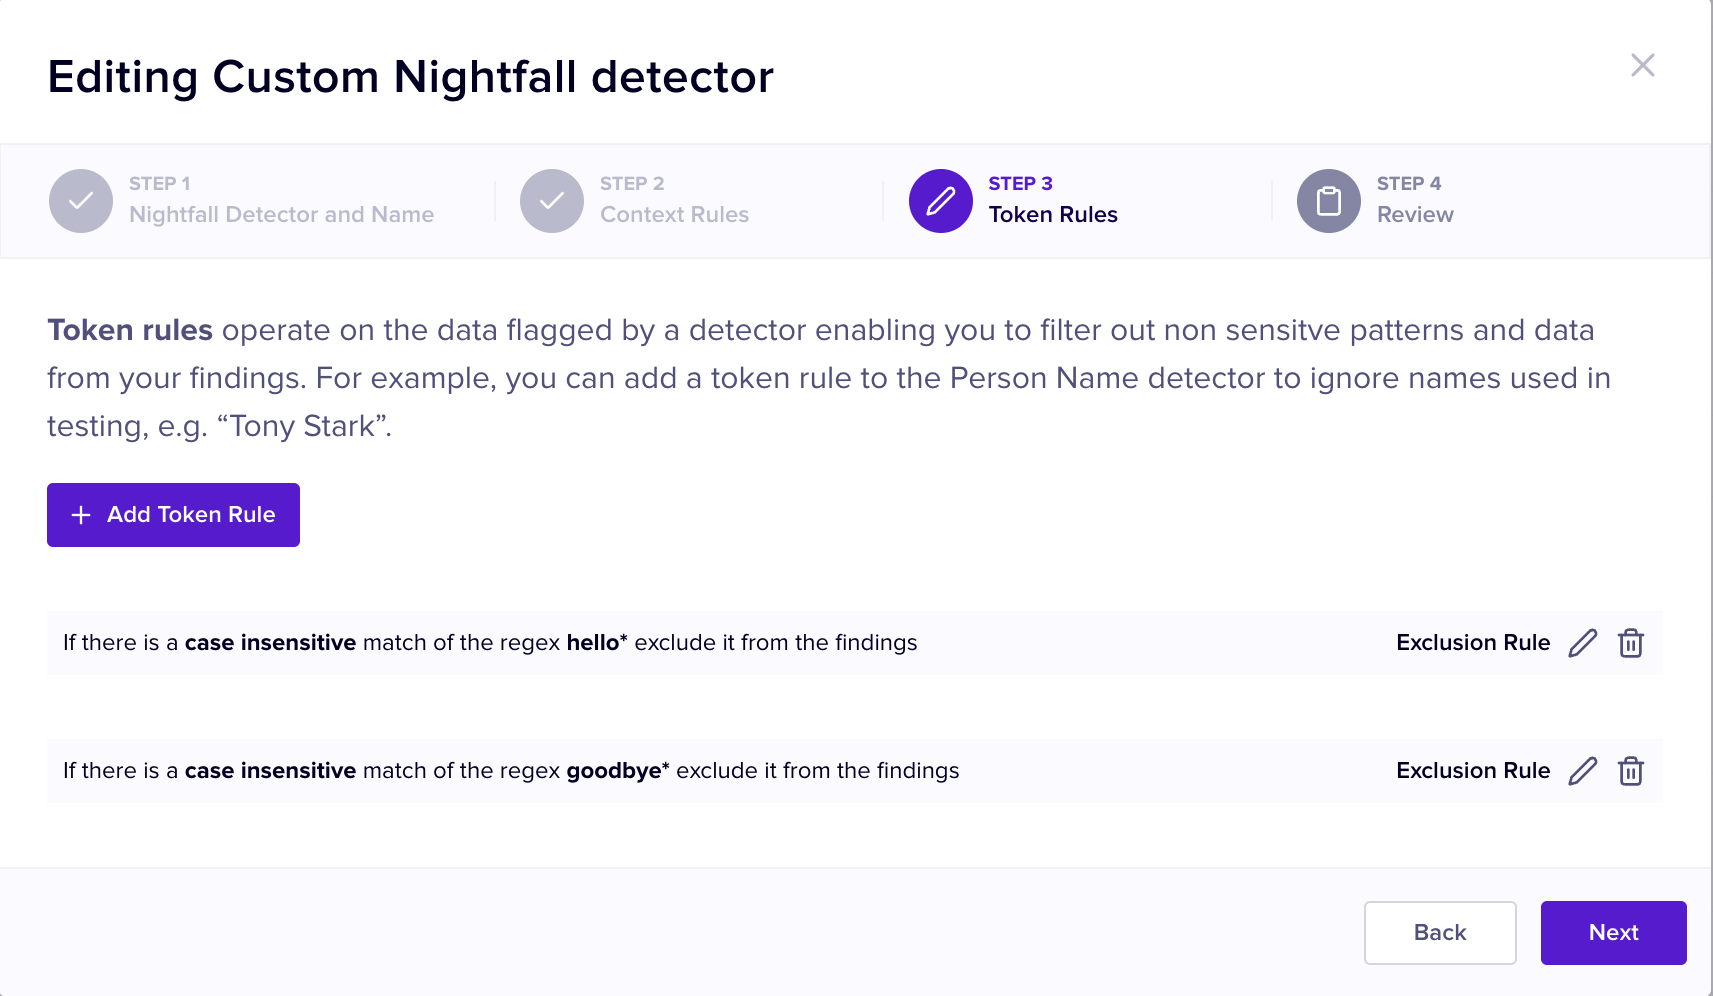 Editing Custom Nightfall detector
STEP 1
Nightfall Detector and Name
STEP 2
Context Rules
STEP 3
Token Rules
STEP 4
Review
Token rules operate on the data flagged by a detector enabling you to filter out non sensitve patterns and data
from your findings. For example, you can add a token rule to the Person Name detector to ignore names used in
testing, e.g. “Tony Stark”.
+ Add Token Rule
If there is a case insensitive match of the regex hello* exclude it from the findings
Exclusion Rule
If there is a case insensitive match of the regex goodbye* exclude it from the findings
Exclusion Rule
Back
Next